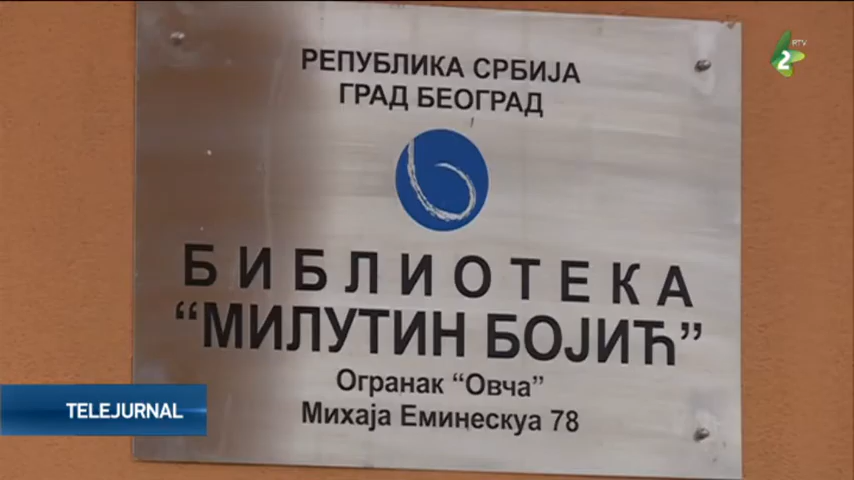 РЕПУБЛИКА СРБИЈА
ГРАД БЕОГРАД
БИБЛИОТЕКА
“МИЛУТИН БОЈИЋ”
Огранак “Овча”
Михаја Еминескуа 78
TELEJURNAL
RTV
2